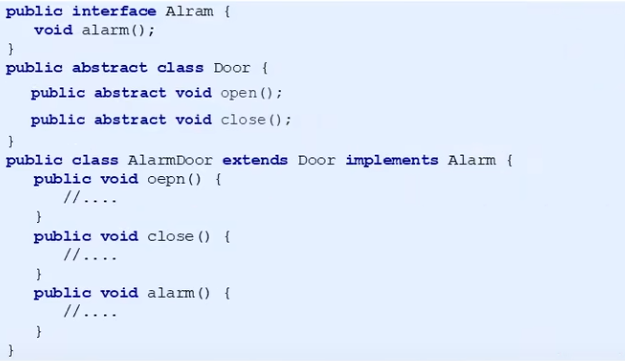 public interface Alram {
void alarm();
}
public abstract class Door {
public abstract void open();
public abstract void close();
}
public class AlarmDoor extends Door implements Alarm {
public void oepn() {
//....
}
public void close() {
//....
}
public void alarm() {
//....
}
}